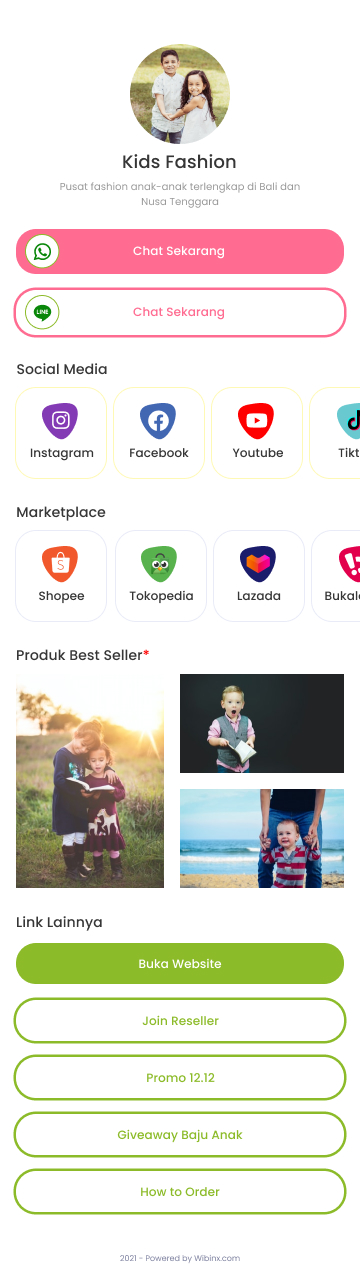 Kids Fashion
Pusat fashion anak-anak terlengkap di Bali dan
Nusa Tenggara
Chat Sekarang
LINE
Chat Sekarang
Social Media
Instagram
Facebook
Youtube
Tikt
Marketplace
Shopee
Tokopedia
Lazada
Bukala
Produk Best Seller*
Link Lainnya
Buka Website
Join Reseller
Promo 12.12
Giveaway Baju Anak
How to Order
2021 - Powered by Wibinx.com